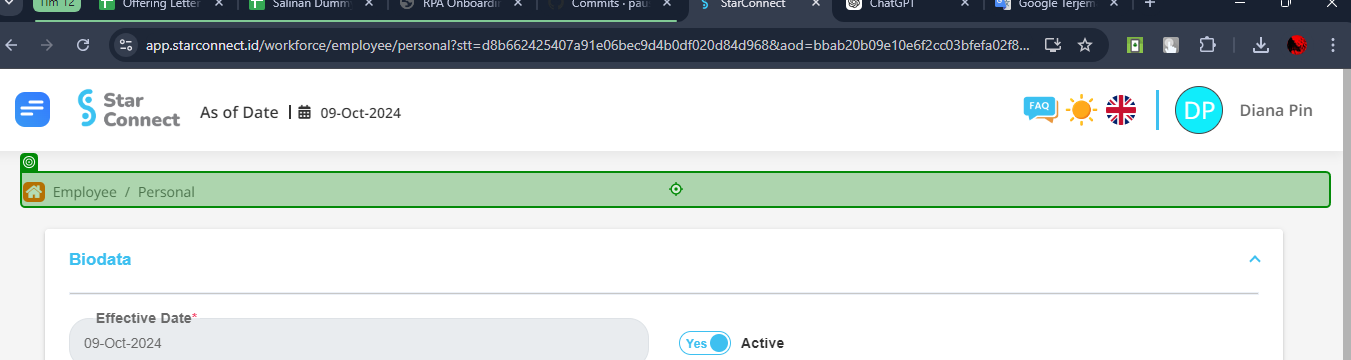 Tim TZ
Offering Letter
Salinan Dumm
RPA Onboardin
Commits · pau
StarConnect
ChatGPT
Google Terjem
app.starconnect.id/workforce/employee/personal?stt=d8b662425407a91e06bec9d4b0df020d84d968&aod=bbab20b09e10e6f2cc03bfefa02f8...
Star
Connect
As of Date
09-Oct-2024
FAQ
DP
Diana Pin
Employee / Personal
Biodata
Effective Date*
09-Oct-2024
Yes
Active